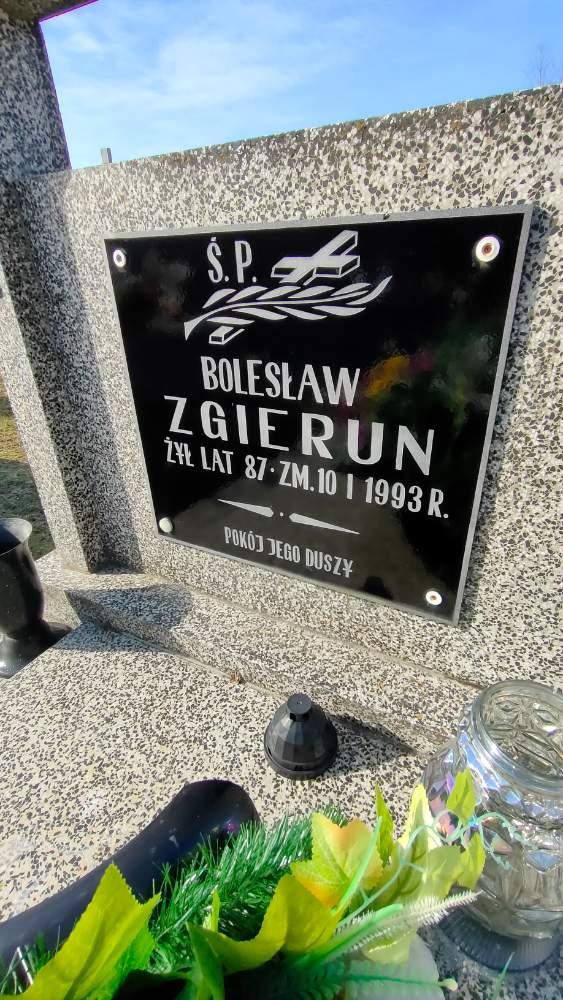 Ś. P.
BOLESŁAW
ZGIERUN
ŻYŁ LAT 87 · ZM. 10 I 1993 R.
POKÓJ JEGO DUSZY